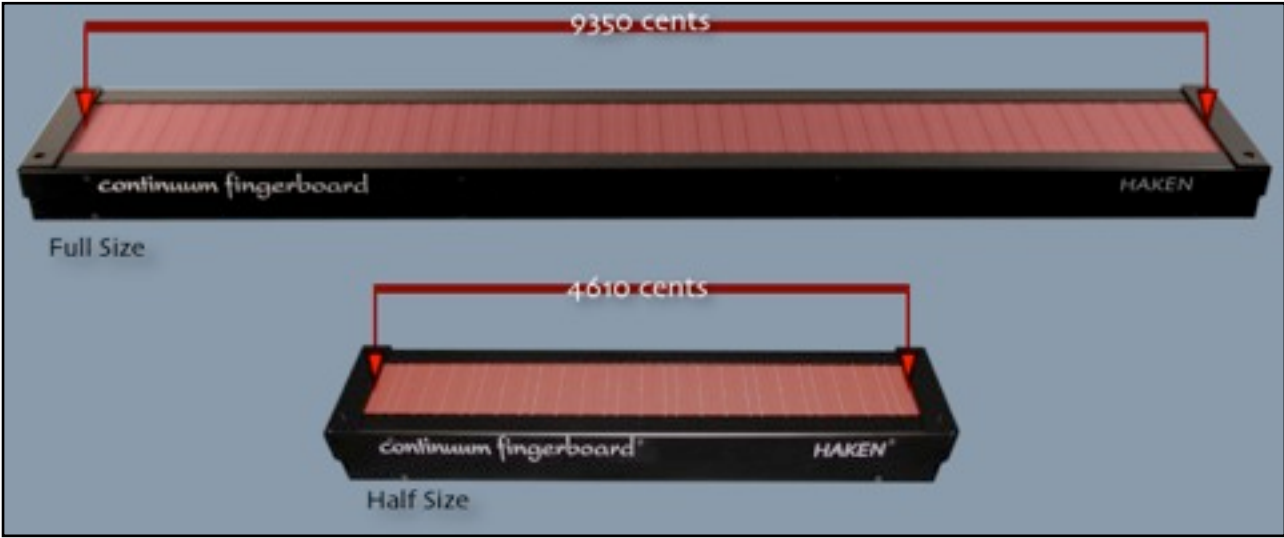 9350 cents
continuum fingerboard
HAKEN
Full Size
4610 cents
continuum fingerboard®
HAKEN®
Half Size